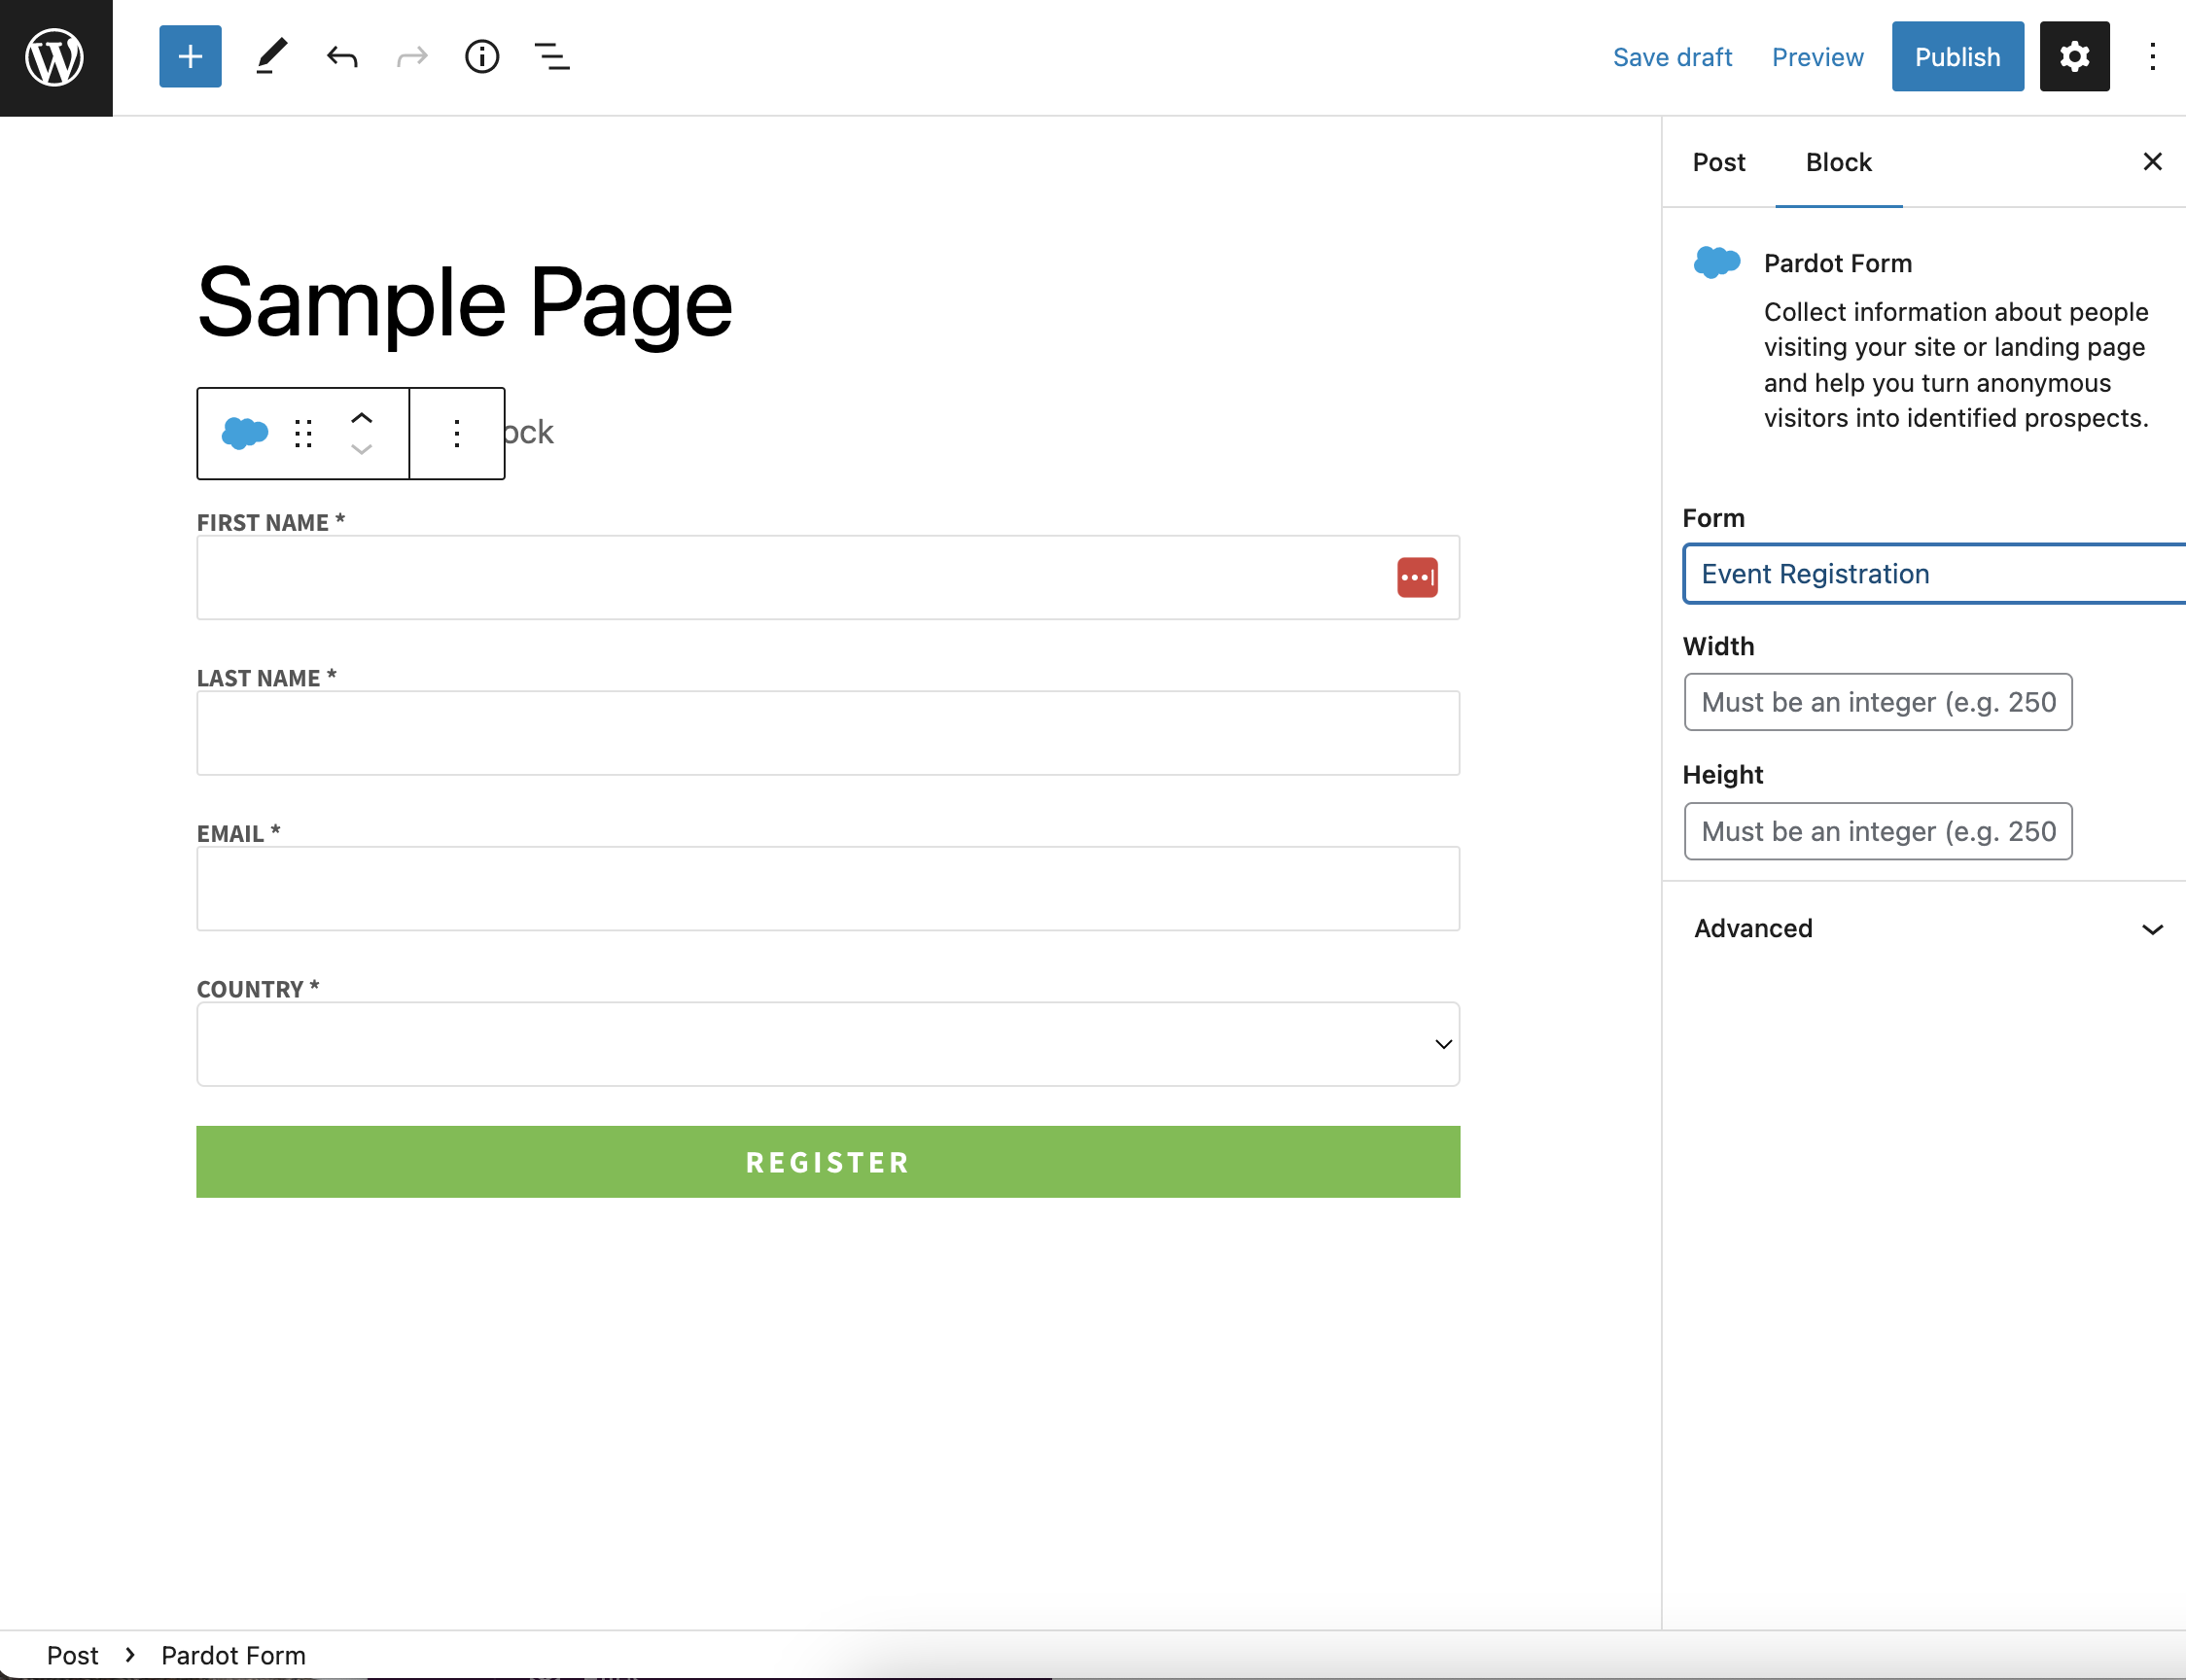 Save draft Preview Publish
Post Block
Sample Page
ock
FIRST NAME *
LAST NAME *
EMAIL *
COUNTRY *
REGISTER
Pardot Form
Collect information about people
visiting your site or landing page
and help you turn anonymous
visitors into identified prospects.
Form
Event Registration
Width
Must be an integer (e.g. 250
Height
Must be an integer (e.g. 250
Advanced
Post › Pardot Form